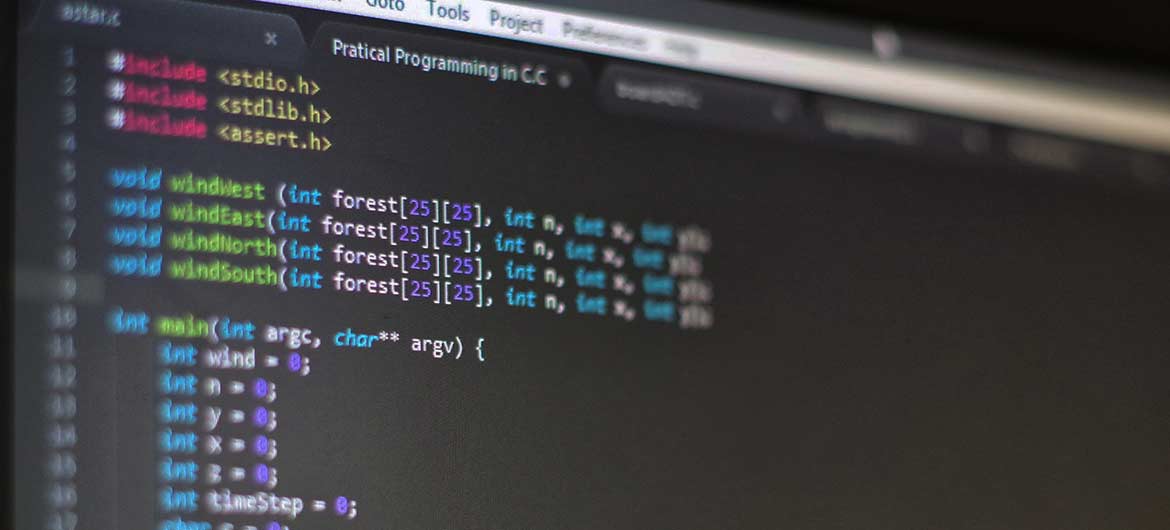 Goto Tools Project Preferences Help
astar.c
Pratical Programming in C.C
1 #include <stdio.h>
2 #include <stdlib.h>
3 #include <assert.h>
4
5 void windWest (int forest[25][25], int n, int x, int y);
6 void windEast(int forest[25][25], int n, int x, int y);
7 void windNorth(int forest[25][25], int n, int x, int y);
8 void windSouth(int forest[25][25], int n, int x, int y);
9
10 int main(int argc, char** argv) {
11 int wind = 0;
12 int n = 0;
13 int y = 0;
14 int x = 0;
15 int z = 0;
16 int timeStep = 0;
17 char